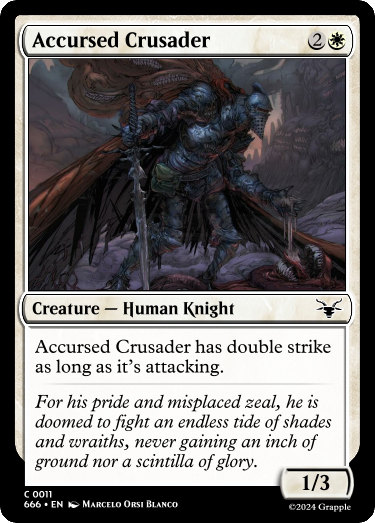 Accursed Crusader 2
Creature — Human Knight
Accursed Crusader has double strike
as long as it's attacking.
For his pride and misplaced zeal, he is
doomed to fight an endless tide of shades
and wraiths, never gaining an inch of
ground nor a scintilla of glory.
1/3
C 0011
666 • EN Marcelo Orsi Blanco
©2024 Grapple